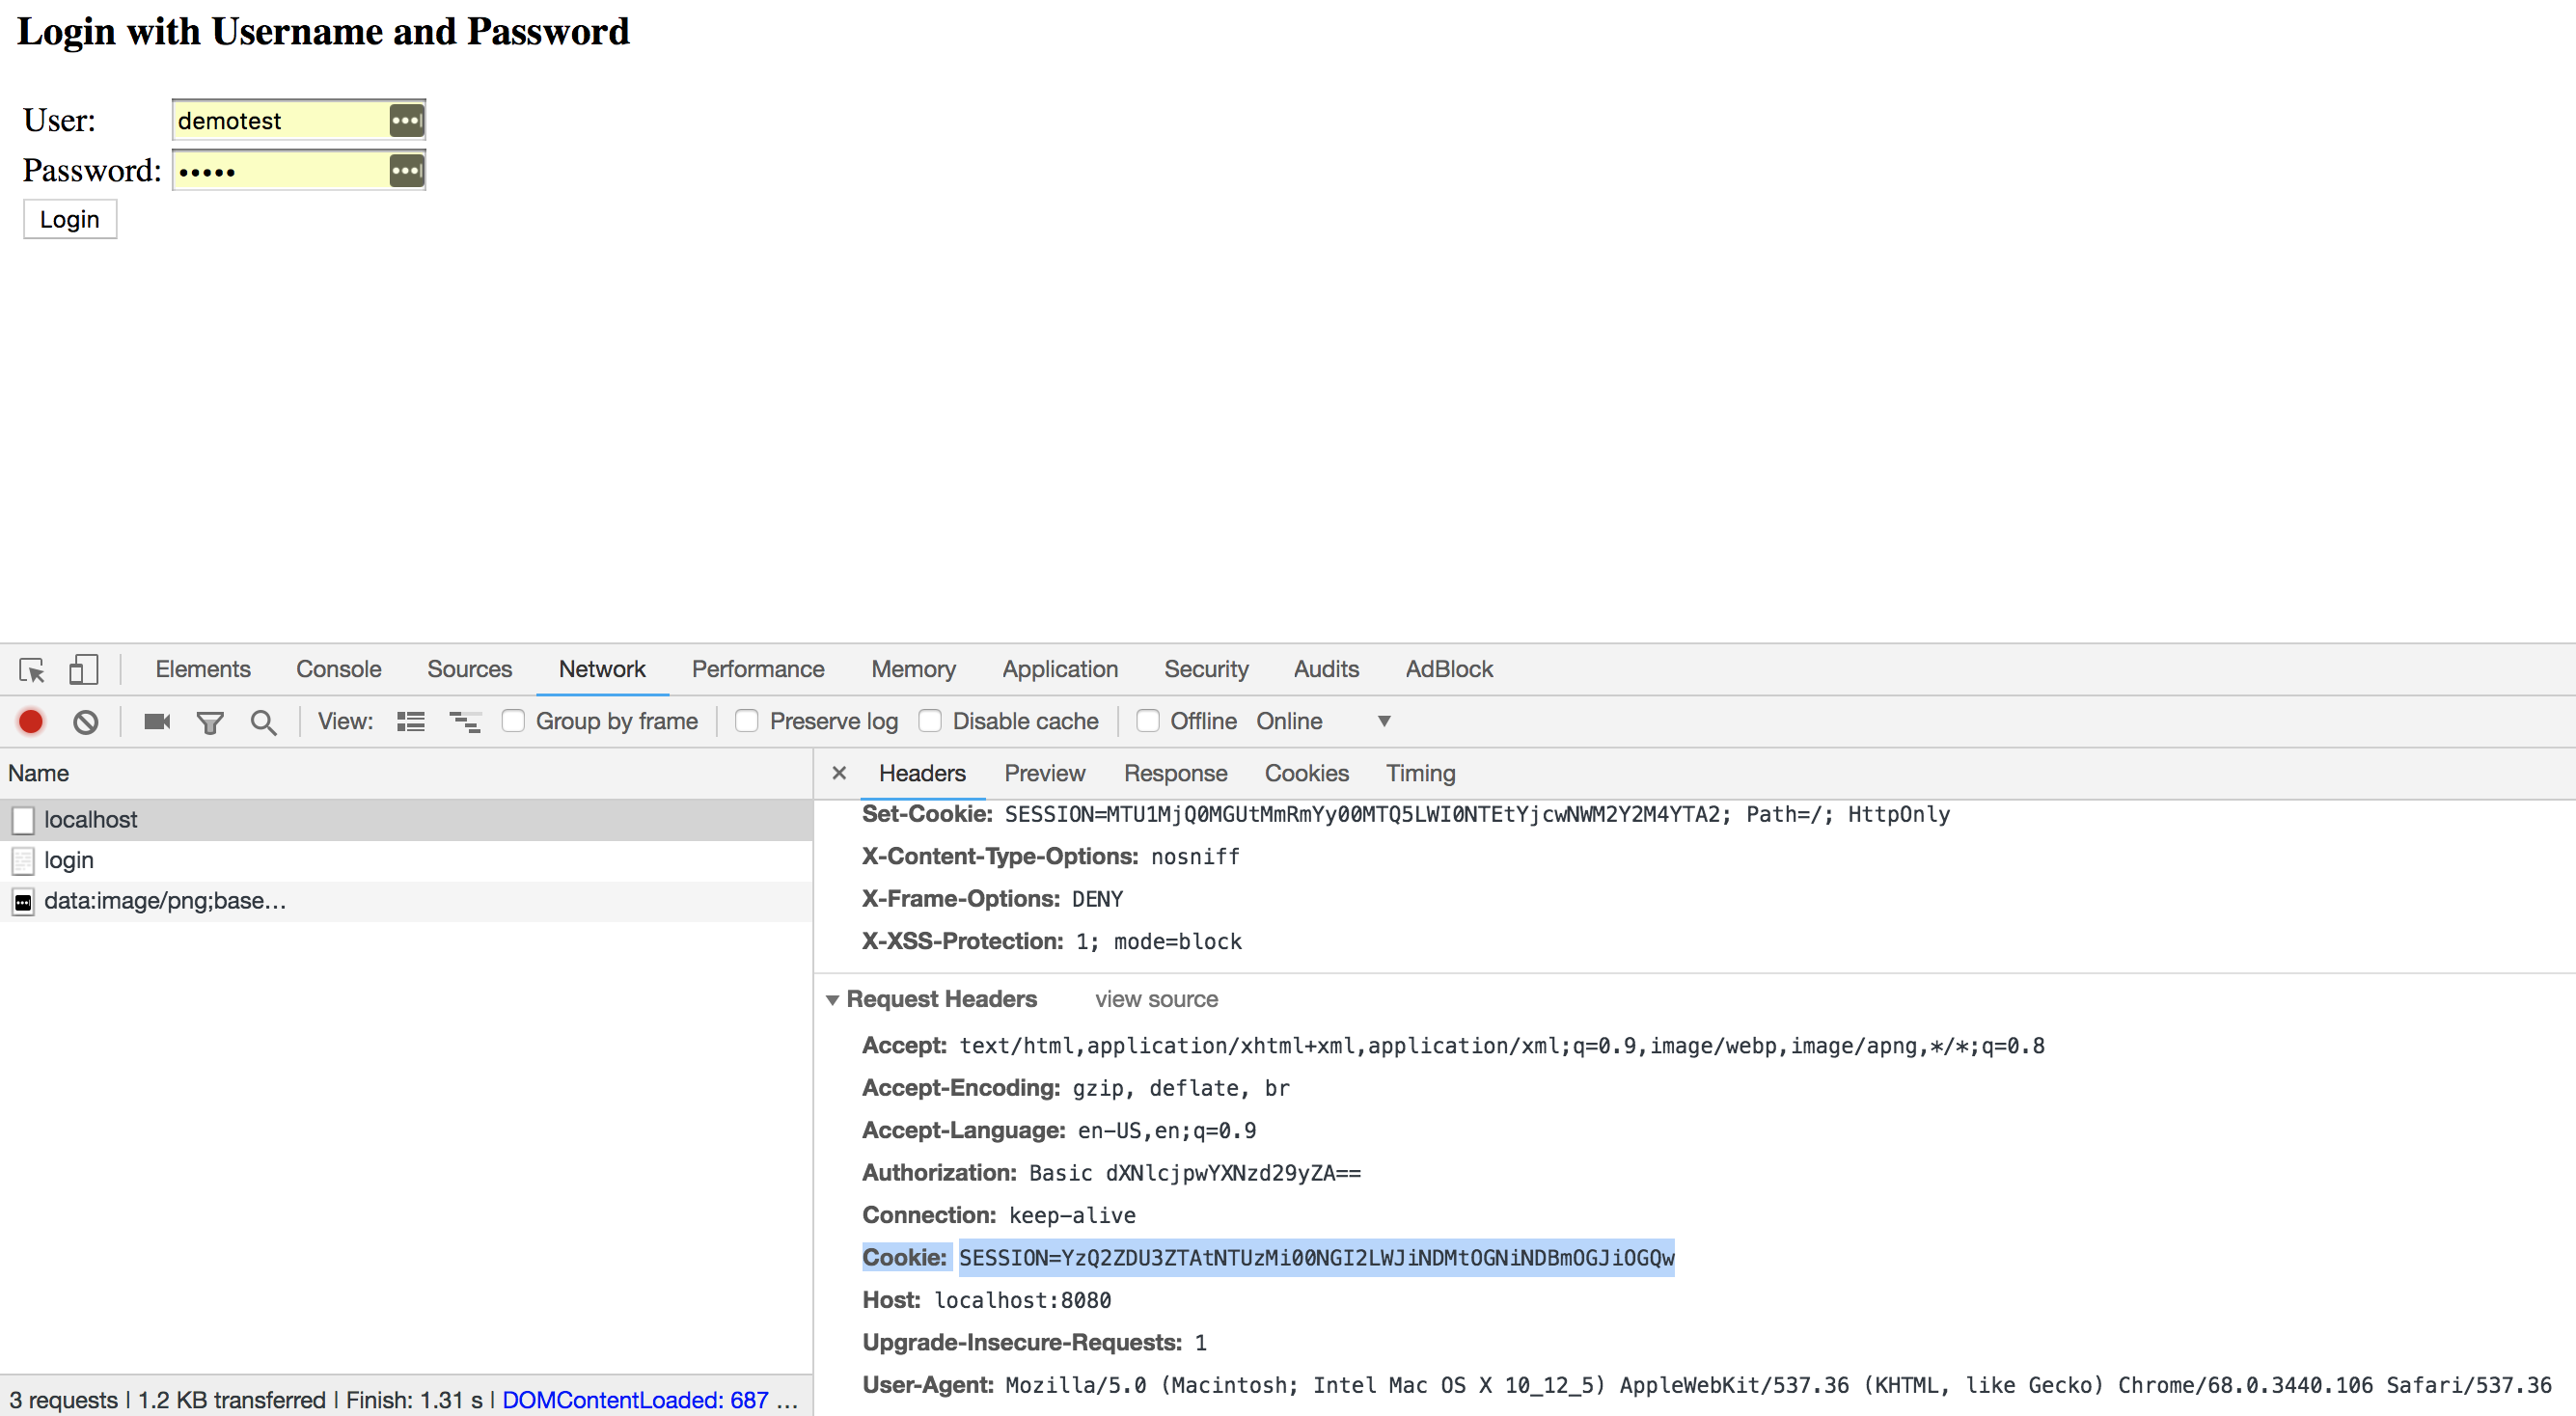 Login with Username and Password
User: demotest
Password: •••••
Login
Elements Console Sources Network Performance Memory Application Security Audits AdBlock
View: Group by frame Preserve log Disable cache Offline Online ▼
Name
× Headers Preview Response Cookies Timing
localhost
login
data:image/png;base…
Set-Cookie: SESSION=MTU1MjQ0MGUtMmRmYy00MTQ5LWI0NTEtYjcwNWM2Y2M4YTA2; Path=/; HttpOnly
X-Content-Type-Options: nosniff
X-Frame-Options: DENY
X-XSS-Protection: 1; mode=block
▼ Request Headers view source
Accept: text/html,application/xhtml+xml,application/xml;q=0.9,image/webp,image/apng,*/*;q=0.8
Accept-Encoding: gzip, deflate, br
Accept-Language: en-US,en;q=0.9
Authorization: Basic dXNlcjpwYXNzd29yZA==
Connection: keep-alive
Cookie: SESSION=YzQ2ZDU3ZTAtNTUzMi00NGI2LWJiNDMtOGNiNDBmOGJiOGQw
Host: localhost:8080
Upgrade-Insecure-Requests: 1
User-Agent: Mozilla/5.0 (Macintosh; Intel Mac OS X 10_12_5) AppleWebKit/537.36 (KHTML, like Gecko) Chrome/68.0.3440.106 Safari/537.36
3 requests | 1.2 KB transferred | Finish: 1.31 s | DOMContentLoaded: 687 …